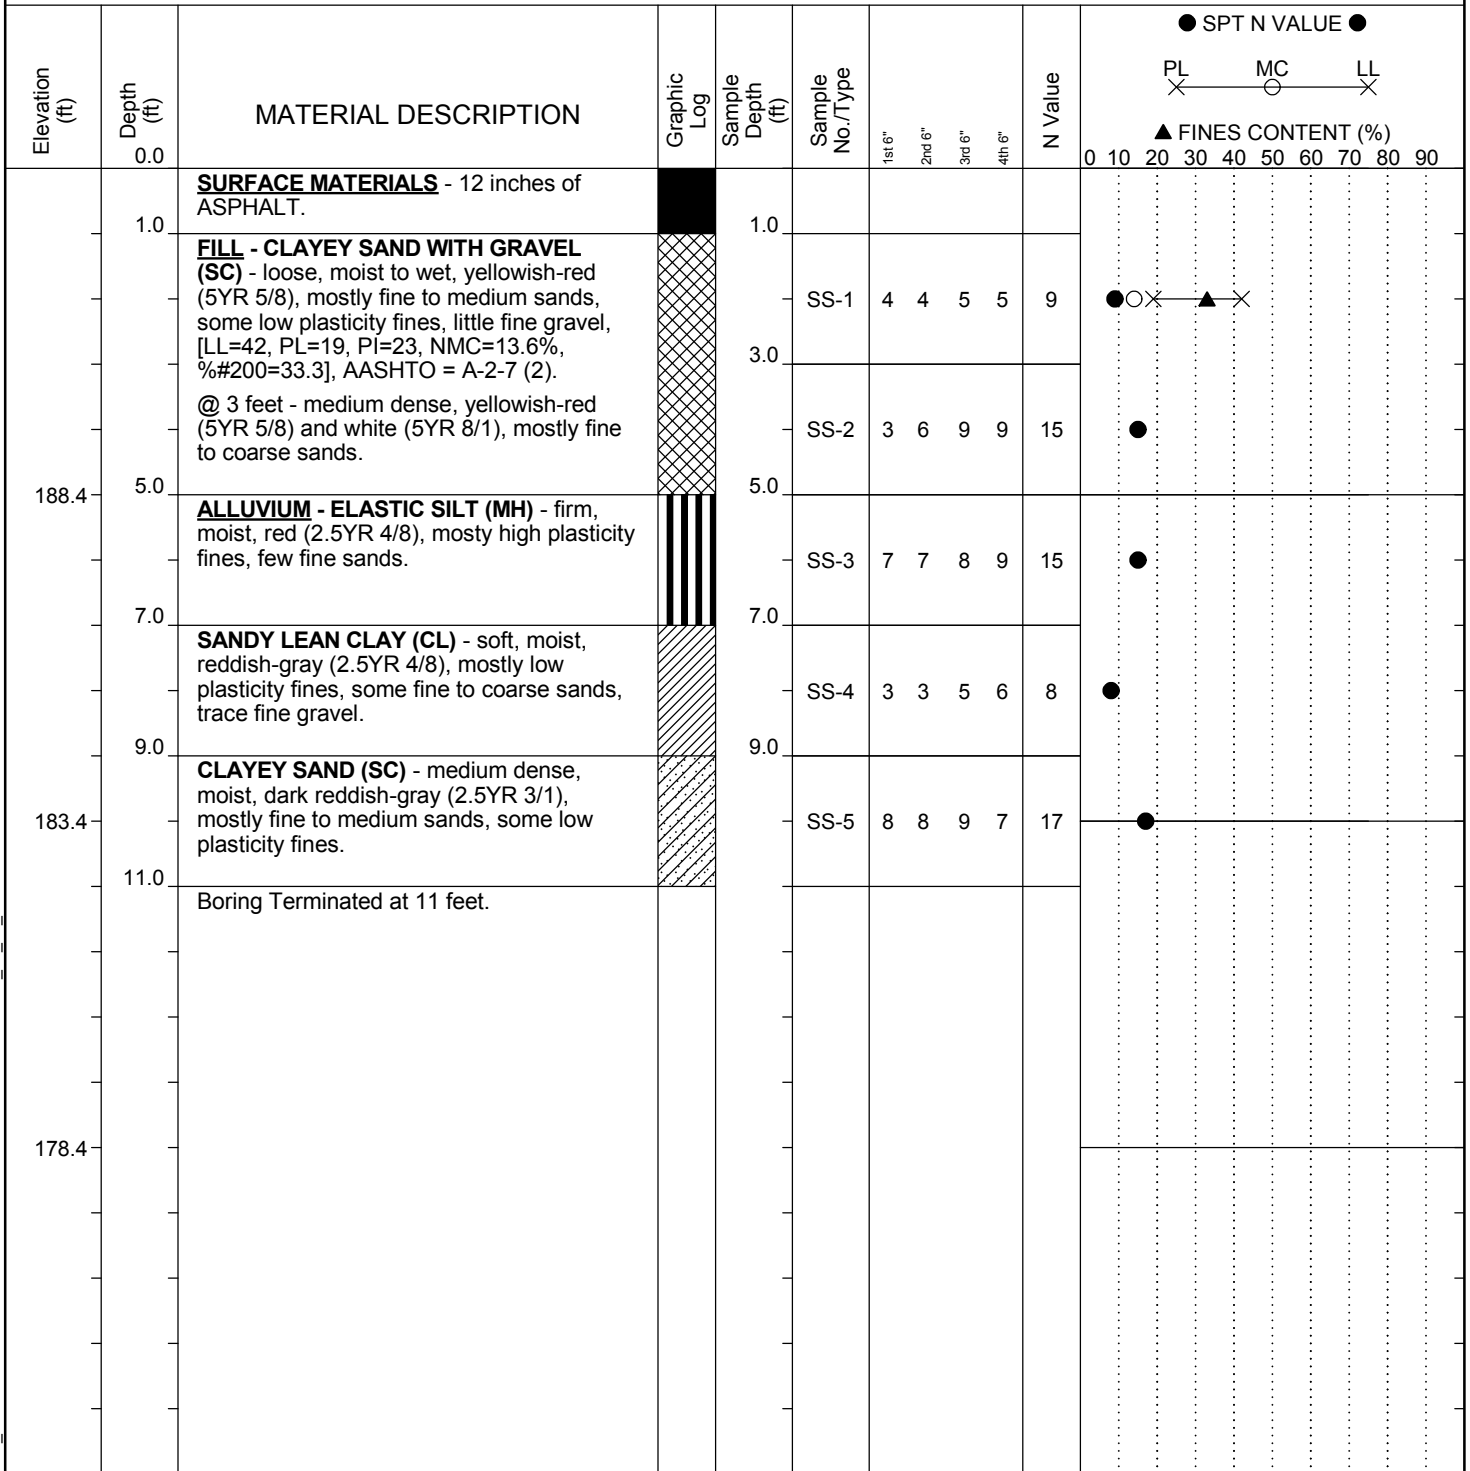 ● SPT N VALUE ●
PL MC LL
▲ FINES CONTENT (%)
0 10 20 30 40 50 60 70 80 90
Elevation
(ft)
Depth
(ft)
0.0
MATERIAL DESCRIPTION
Graphic
Log
Sample
Depth
(ft)
Sample
No./Type
1st 6"
2nd 6"
3rd 6"
4th 6"
N Value
SURFACE MATERIALS - 12 inches of
ASPHALT.
1.0 1.0
FILL - CLAYEY SAND WITH GRAVEL
(SC) - loose, moist to wet, yellowish-red
(5YR 5/8), mostly fine to medium sands,
some low plasticity fines, little fine gravel,
[LL=42, PL=19, PI=23, NMC=13.6%,
%#200=33.3], AASHTO = A-2-7 (2).
SS-1 4 4 5 5 9
3.0
@ 3 feet - medium dense, yellowish-red
(5YR 5/8) and white (5YR 8/1), mostly fine
to coarse sands.
SS-2 3 6 9 9 15
188.4 5.0 5.0
ALLUVIUM - ELASTIC SILT (MH) - firm,
moist, red (2.5YR 4/8), mosty high plasticity
fines, few fine sands.
SS-3 7 7 8 9 15
7.0 7.0
SANDY LEAN CLAY (CL) - soft, moist,
reddish-gray (2.5YR 4/8), mostly low
plasticity fines, some fine to coarse sands,
trace fine gravel.
SS-4 3 3 5 6 8
9.0 9.0
CLAYEY SAND (SC) - medium dense,
moist, dark reddish-gray (2.5YR 3/1),
mostly fine to medium sands, some low
plasticity fines.
183.4 SS-5 8 8 9 7 17
11.0
Boring Terminated at 11 feet.
178.4